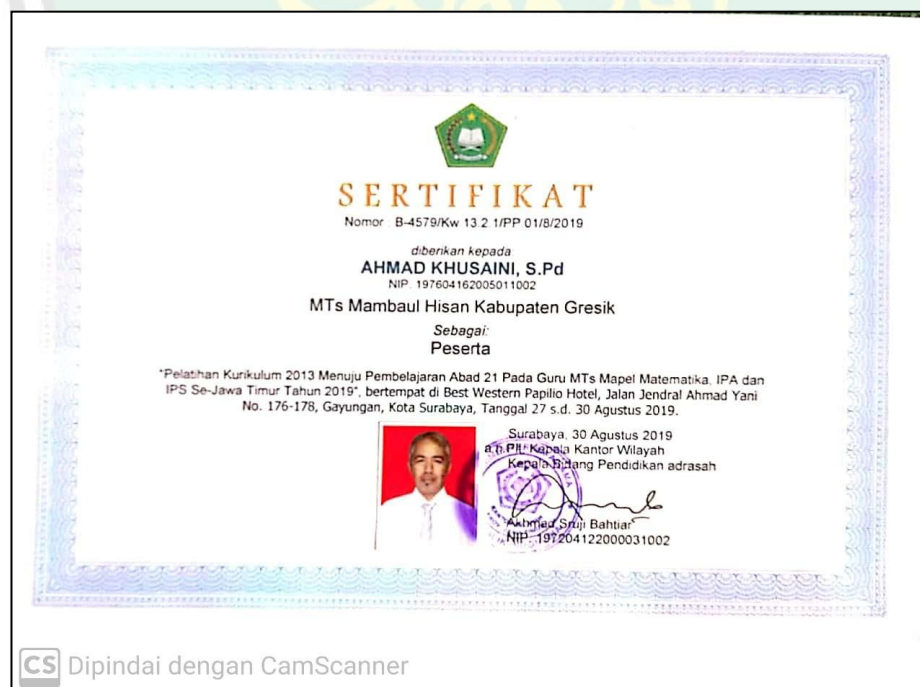 SERTIFIKAT
Nomor : B-4579/Kw 13.2 1/PP 01/8/2019
diberikan kepada
AHMAD KHUSAINI, S.Pd
NIP. 197604162005011002
MTs Mambaul Hisan Kabupaten Gresik
Sebagai:
Peserta
"Pelatihan Kurikulum 2013 Menuju Pembelajaran Abad 21 Pada Guru MTs Mapel Matematika, IPA dan
IPS Se-Jawa Timur Tahun 2019", bertempat di Best Western Papilio Hotel, Jalan Jendral Ahmad Yani
No. 176-178, Gayungan, Kota Surabaya, Tanggal 27 s.d. 30 Agustus 2019.
Surabaya, 30 Agustus 2019
a.n. Plt. Kepala Kantor Wilayah
Kepala Bidang Pendidikan adrasah
Akhmad Sruji Bahtiar
NIP. 197204122000031002
CS Dipindai dengan CamScanner